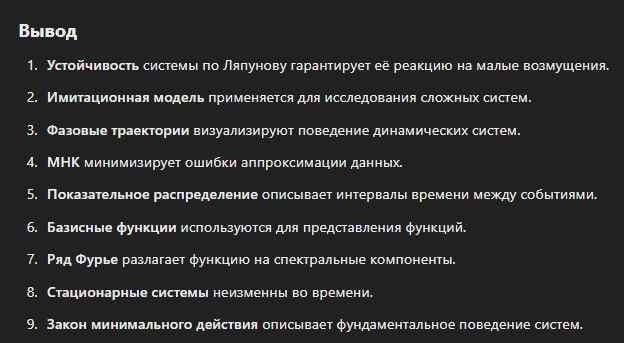 Вывод
1. Устойчивость системы по Ляпунову гарантирует её реакцию на малые возмущения.
2. Имитационная модель применяется для исследования сложных систем.
3. Фазовые траектории визуализируют поведение динамических систем.
4. МНК минимизирует ошибки аппроксимации данных.
5. Показательное распределение описывает интервалы времени между событиями.
6. Базисные функции используются для представления функций.
7. Ряд Фурье разлагает функцию на спектральные компоненты.
8. Стационарные системы неизменны во времени.
9. Закон минимального действия описывает фундаментальное поведение систем.